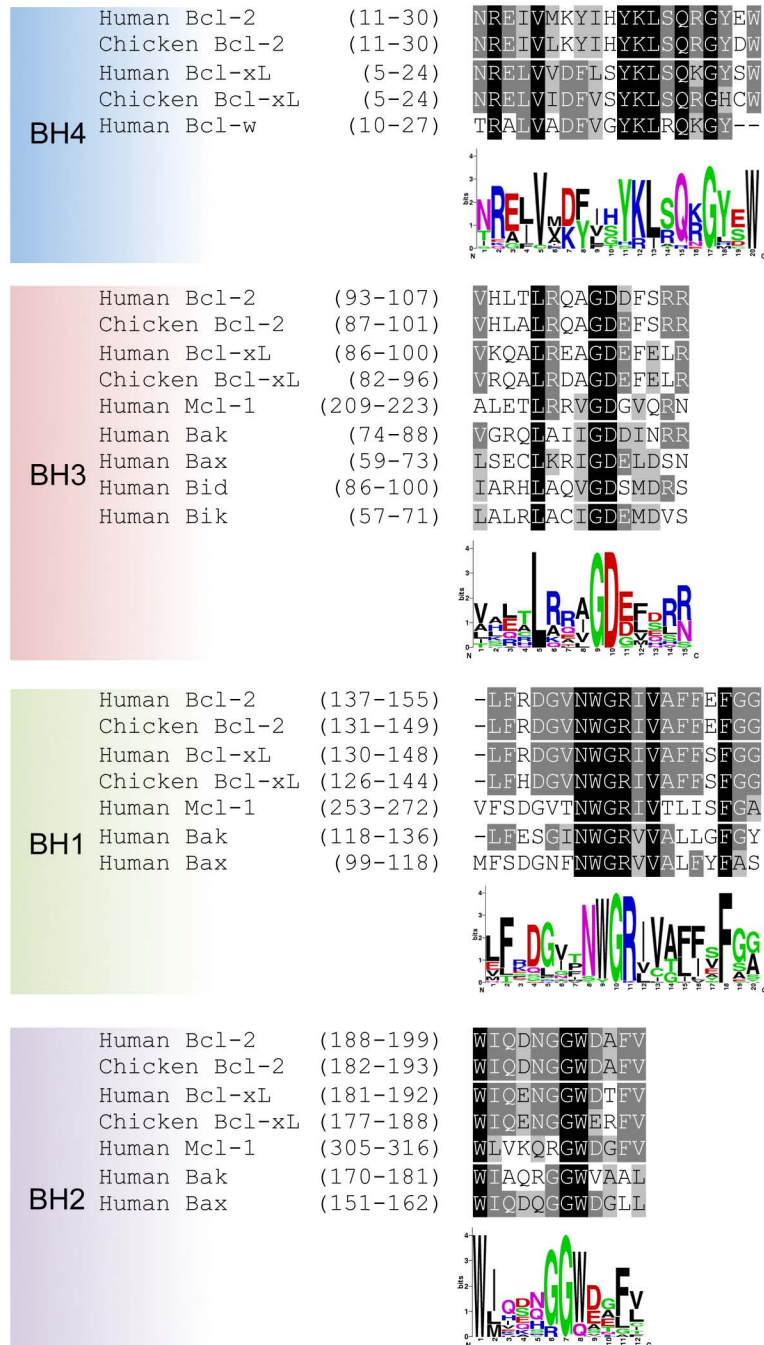 Human Bcl-2 (11-30) NREIVMKYIHYKLSQRGYEW
Chicken Bcl-2 (11-30) NREIVLKYIHYKLSQRGYDW
Human Bcl-xL (5-24) NRELVVDFLSYKLSQKGYSW
Chicken Bcl-xL (5-24) NRELVIDFVSYKLSQRGHCW
Human Bcl-w (10-27) TRALVADFVGYKLRQKGY--
BH4
Human Bcl-2 (93-107) VHLTLRQAGDDFSRR
Chicken Bcl-2 (87-101) VHLALRQAGDEFSRR
Human Bcl-xL (86-100) VKQALREAGDEFELR
Chicken Bcl-xL (82-96) VRQALRDAGDEFELR
Human Mcl-1 (209-223) ALETLRRVGDGVQRN
Human Bak (74-88) VGRQLAIIGDDINRR
Human Bax (59-73) LSECLKRIGDELDSN
Human Bid (86-100) IARHLAQVGDSMDRS
Human Bik (57-71) LALRLACIGDEMDVS
BH3
Human Bcl-2 (137-155) -LFRDGVNWGRIVAFFEFGG
Chicken Bcl-2 (131-149) -LFRDGVNWGRIVAFFEFGG
Human Bcl-xL (130-148) -LFRDGVNWGRIVAFFSFGG
Chicken Bcl-xL (126-144) -LFHDGVNWGRIVAFFSFGG
Human Mcl-1 (253-272) VFSDGVTNWGRIVTLISFGA
Human Bak (118-136) -LFESGINWGRVVALLGFGY
Human Bax (99-118) MFSDGNFNWGRVVALFYFAS
BH1
Human Bcl-2 (188-199) WIQDNGGWDAFV
Chicken Bcl-2 (182-193) WIQDNGGWDAFV
Human Bcl-xL (181-192) WIQENGGWDTFV
Chicken Bcl-xL (177-188) WIQENGGWERFV
Human Mcl-1 (305-316) WLVKQRGWDGFV
Human Bak (170-181) WIAQRGGWVAAL
Human Bax (151-162) WIQDQGGWDGLL
BH2